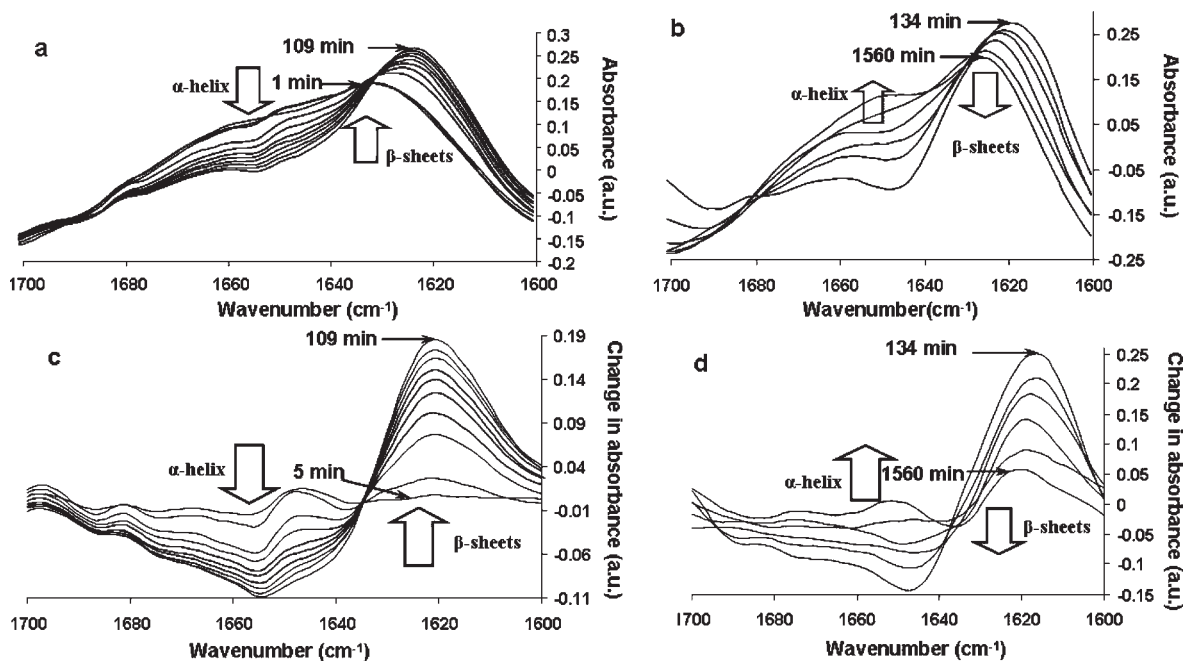 a
109 min
α-helix
1 min
β-sheets
0.3
0.25
0.2
0.15
0.1
0.05
0
-0.05
-0.1
-0.15
-0.2
Absorbance (a.u.)
1700 1680 1660 1640 1620 1600
Wavenumber (cm-1)
b
134 min
1560 min
α-helix
β-sheets
0.25
0.15
0.05
-0.05
-0.15
-0.25
Absorbance (a.u.)
1700 1680 1660 1640 1620 1600
Wavenumber(cm-1)
c
109 min
α-helix
5 min
β-sheets
0.19
0.14
0.09
0.04
-0.01
-0.06
-0.11
Change in absorbance (a.u.)
1700 1680 1660 1640 1620 1600
Wavenumber (cm-1)
d
134 min
α-helix
1560 min
β-sheets
0.25
0.2
0.15
0.1
0.05
0
-0.05
-0.1
-0.15
Change in absorbance (a.u.)
1700 1680 1660 1640 1620 1600
Wavenumber (cm-1)